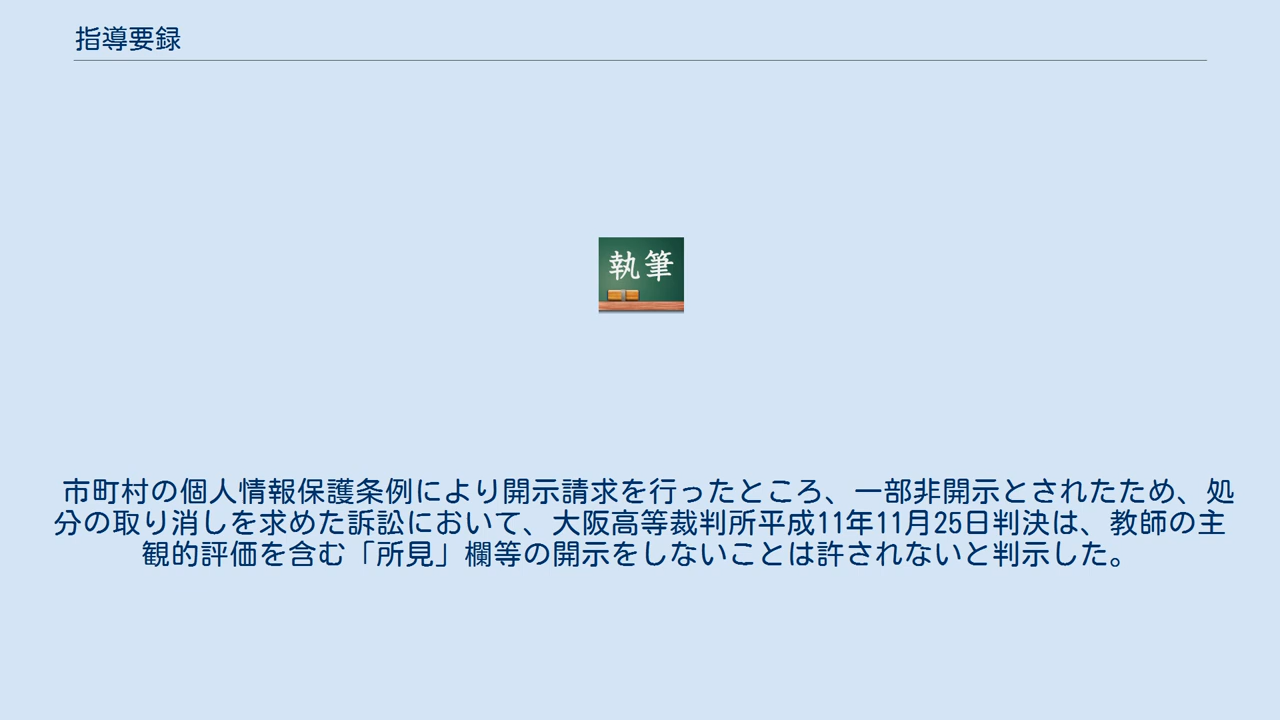 指導要録
執筆
市町村の個人情報保護条例により開示請求を行ったところ、一部非開示とされたため、処
分の取り消しを求めた訴訟において、大阪高等裁判所平成11年11月25日判決は、教師の主
観的評価を含む「所見」欄等の開示をしないことは許されないと判示した。